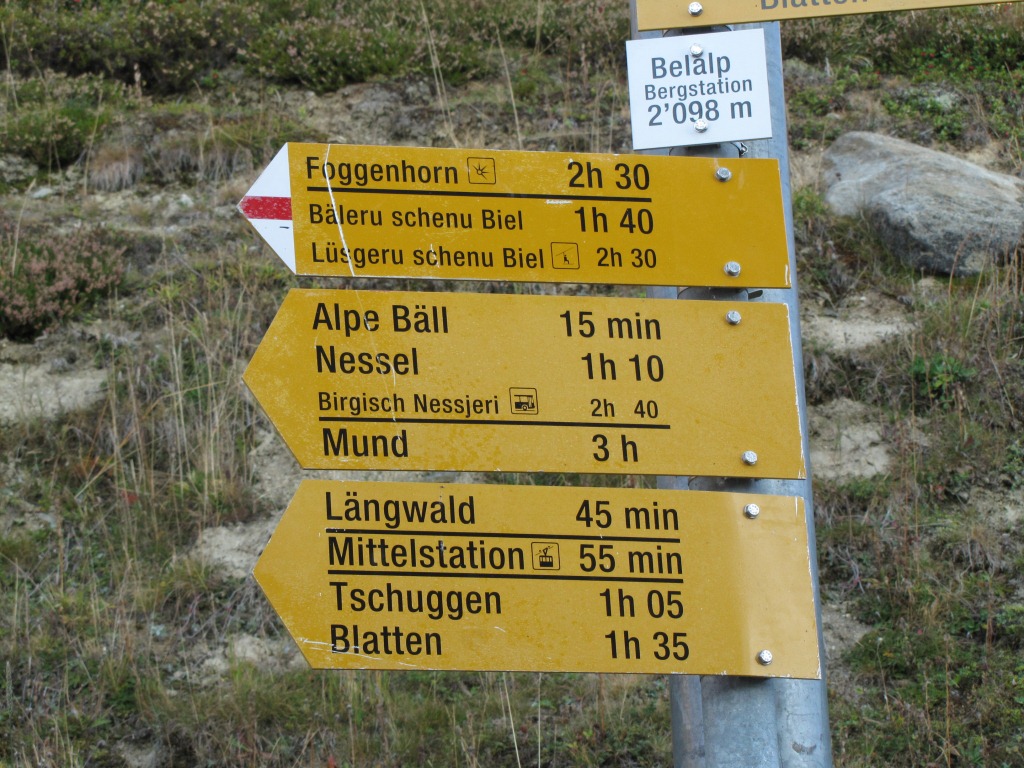 Blatten
Belalp
Bergstation
2'098 m
Foggenhorn 2h 30
Bäleru schenu Biel 1h 40
Lüsgeru schenu Biel 2h 30
Alpe Bäll 15 min
Nessel 1h 10
Birgisch Nessjeri 2h 40
Mund 3 h
Längwald 45 min
Mittelstation 55 min
Tschuggen 1h 05
Blatten 1h 35